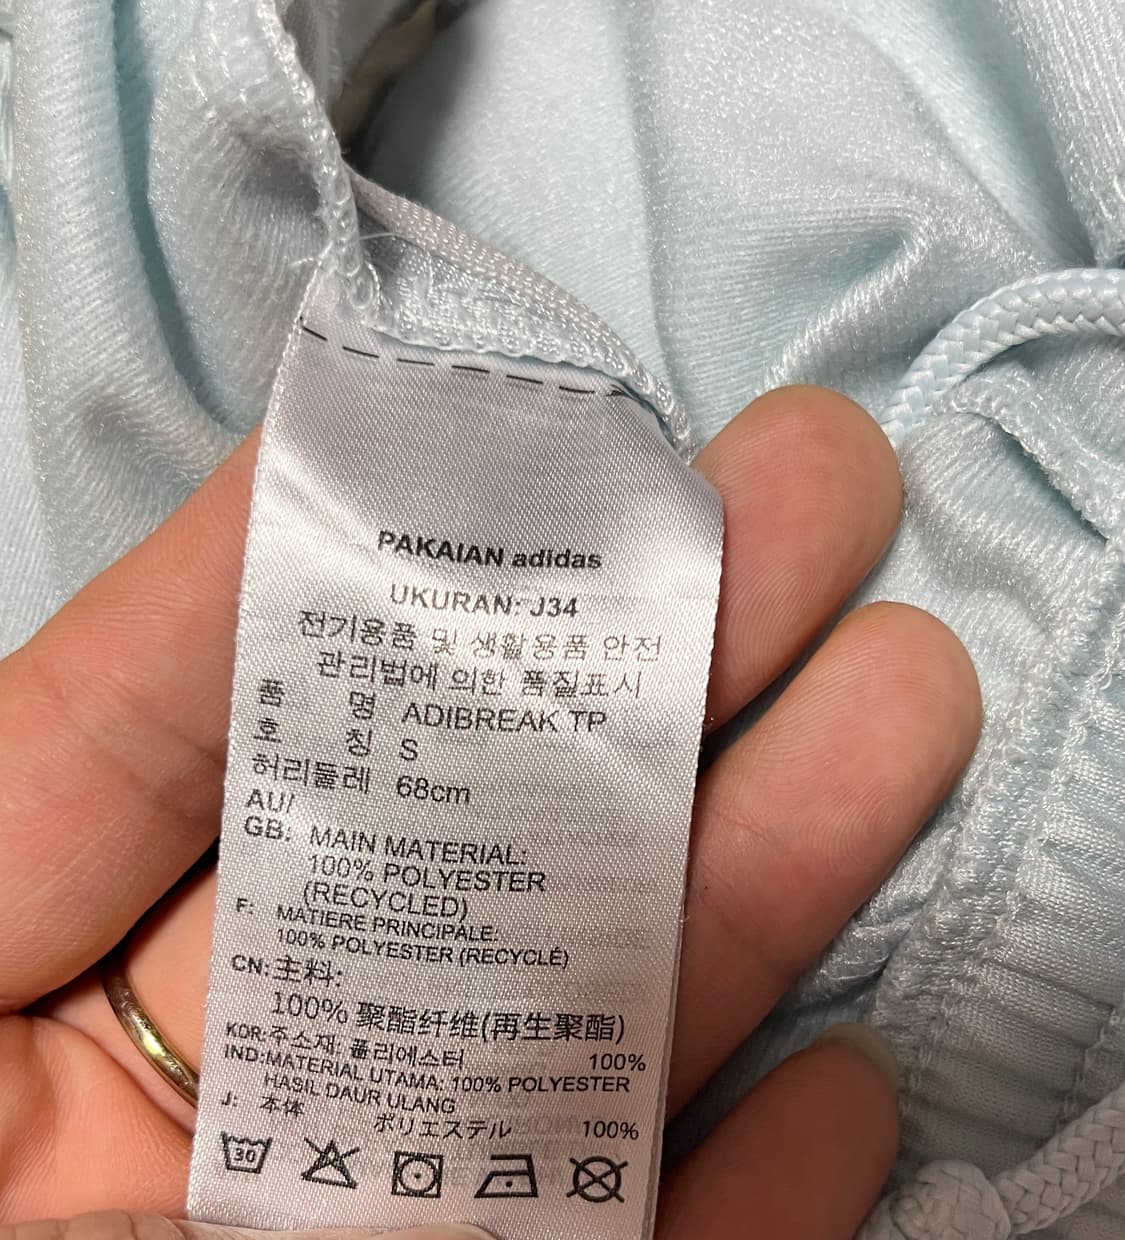 PAKAIAN adidas
UKURAN: J34
전기용품 및 생활용품 안전
관리법에 의한 품질표시
품 명 ADIBREAK TP
호 칭 S
허리둘레 68cm
AU/
GB: MAIN MATERIAL:
100% POLYESTER
(RECYCLED)
F: MATIERE PRINCIPALE:
100% POLYESTER (RECYCLÉ)
CN: 主料:
100% 聚酯纤维(再生聚酯)
KOR: 주소재; 폴리에스터 100%
IND: MATERIAL UTAMA: 100% POLYESTER
HASIL DAUR ULANG
J: 本体
ポリエステル 100%
30